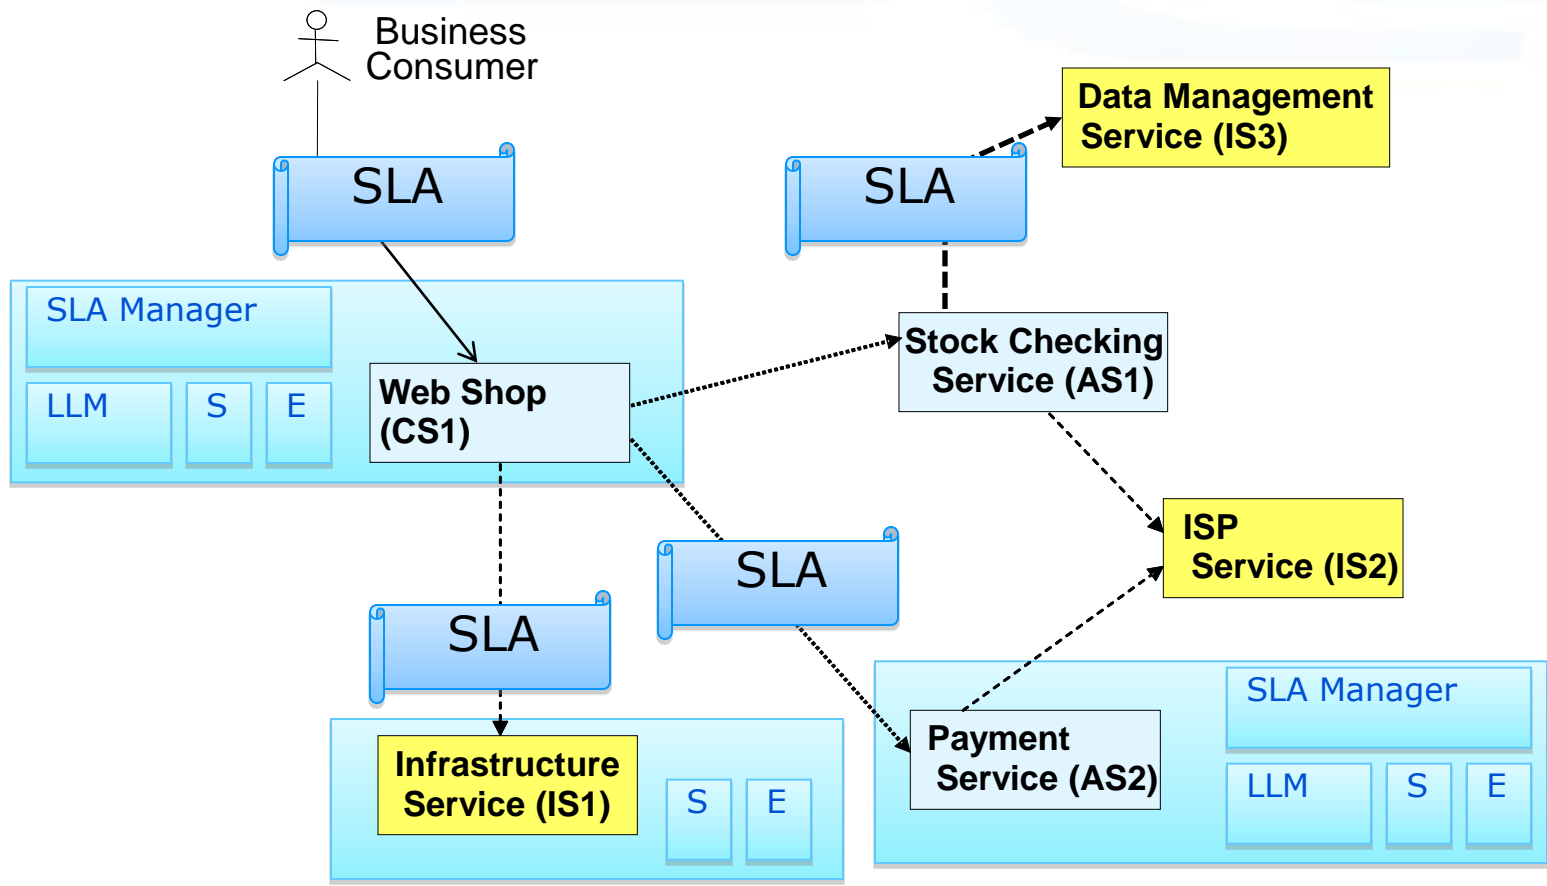 Business
Consumer
Data Management
Service (IS3)
SLA
SLA
SLA Manager
LLM
S
E
Web Shop
(CS1)
Stock Checking
Service (AS1)
ISP
Service (IS2)
SLA
SLA
SLA Manager
LLM
S
E
Payment
Service (AS2)
Infrastructure
Service (IS1)
S
E